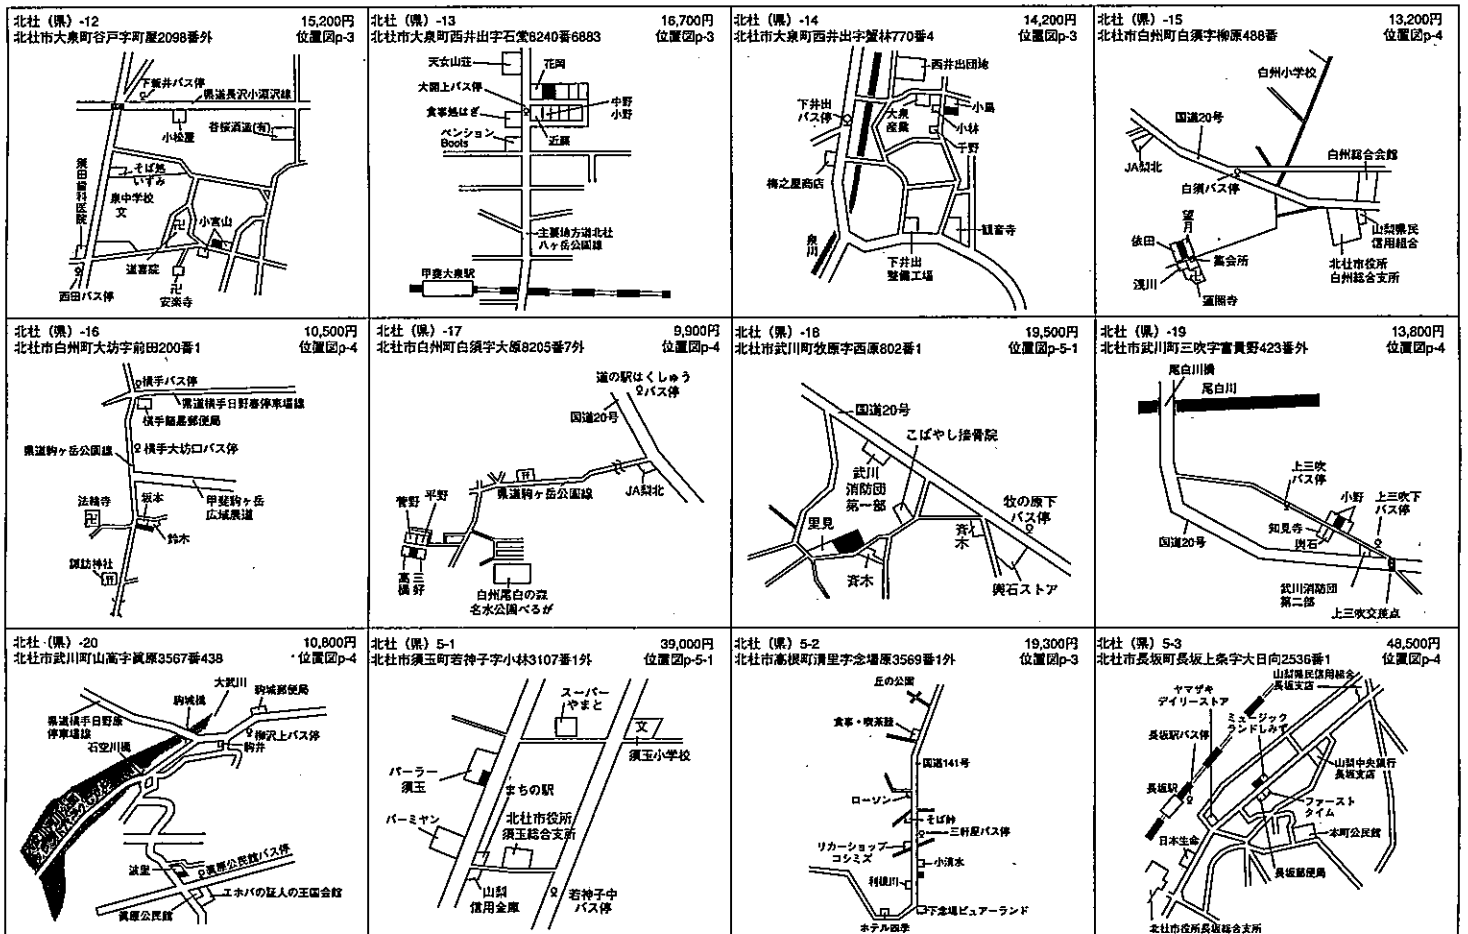 北杜（県）-12
15,200円
北杜市大泉町谷戸字町屋2098番外
位置図p-3
下新井バス停
県道長沢小淵沢線
小松屋
谷桜酒造(有)
須田歯科医院
そば処
いずみ
泉中学校
文
小宮山
卍
道喜院
西田バス停
卍
安楽寺
北杜（県）-13
16,700円
北杜市大泉町西井出字石堂8240番6883
位置図p-3
天女山荘
花岡
大開上バス停
食事処はぎ
中野
小野
ペンション
Boots
近藤
主要地方道北杜
八ヶ岳公園線
甲斐大泉駅
北杜（県）-14
14,200円
北杜市大泉町西井出字蟹林770番4
位置図p-3
西井出団地
下井出
バス停
大泉
産業
小島
小林
千野
梅之屋商店
泉川
観音寺
下井出
整備工場
北杜（県）-15
13,200円
北杜市白州町白須字柳原488番
位置図p-4
白州小学校
国道20号
JA梨北
白須バス停
白州総合会館
望月
依田
集会所
浅川
山梨県民
信用組合
北杜市役所
白州総合支所
北杜（県）-16
10,500円
北杜市白州町大坊字前田200番1
位置図p-4
横手バス停
県道横手日野春停車場線
横手簡易郵便局
県道駒ヶ岳公園線
横手大坊口バス停
法輪寺
卍
坂本
甲斐駒ヶ岳
広域農道
鈴木
諏訪神社
北杜（県）-17
9,900円
北杜市白州町白須字大原8205番7外
位置図p-4
道の駅はくしゅう
バス停
国道20号
県道駒ヶ岳公園線
JA梨北
菅野
平野
高橋
三好
白州尾白の森
名水公園べるが
北杜（県）-18
19,500円
北杜市武川町牧原字西原802番1
位置図p-5-1
国道20号
こばやし接骨院
武川
消防団
第一部
牧の原下
バス停
里見
斉木
斉木
輿石ストア
北杜（県）-19
13,800円
北杜市武川町三吹字富貴野423番外
位置図p-4
尾白川橋
尾白川
上三吹
バス停
小野
上三吹下
バス停
知見寺
輿石
国道20号
武川消防団
第二部
上三吹交差点
北杜（県）-20
10,800円
北杜市武川町山高字眞原3567番438
位置図p-4
大武川
駒城橋
駒城郵便局
県道横手日野原
停車場線
柳沢上バス停
駒井
石空川橋
波里
眞原公民館バス停
エホバの証人の王国会館
眞原公民館
北杜（県）5-1
39,000円
北杜市須玉町若神子字小林3107番1外
位置図p-5-1
スーパー
やまと
文
須玉小学校
パーラー
須玉
まちの駅
バーミヤン
北杜市役所
須玉総合支所
山梨
信用金庫
若神子中
バス停
北杜（県）5-2
19,300円
北杜市高根町清里字念場原3569番1外
位置図p-3
丘の公園
食事・喫茶鼓
国道141号
ローソン
そば幹
三軒屋バス停
リカーショップ
コシミズ
小清水
利根川
下念場ピュアーランド
ホテル四季
北杜（県）5-3
48,500円
北杜市長坂町長坂上条字大日向2536番1
位置図p-4
山梨県民信用組合
長坂支店
ヤマザキ
デイリーストア
ミュージック
ランドしみず
長坂駅バス停
山梨中央銀行
長坂支店
長坂駅
ファースト
タイム
日本生命
本町公民館
長坂郵便局
北杜市役所長坂総合支所